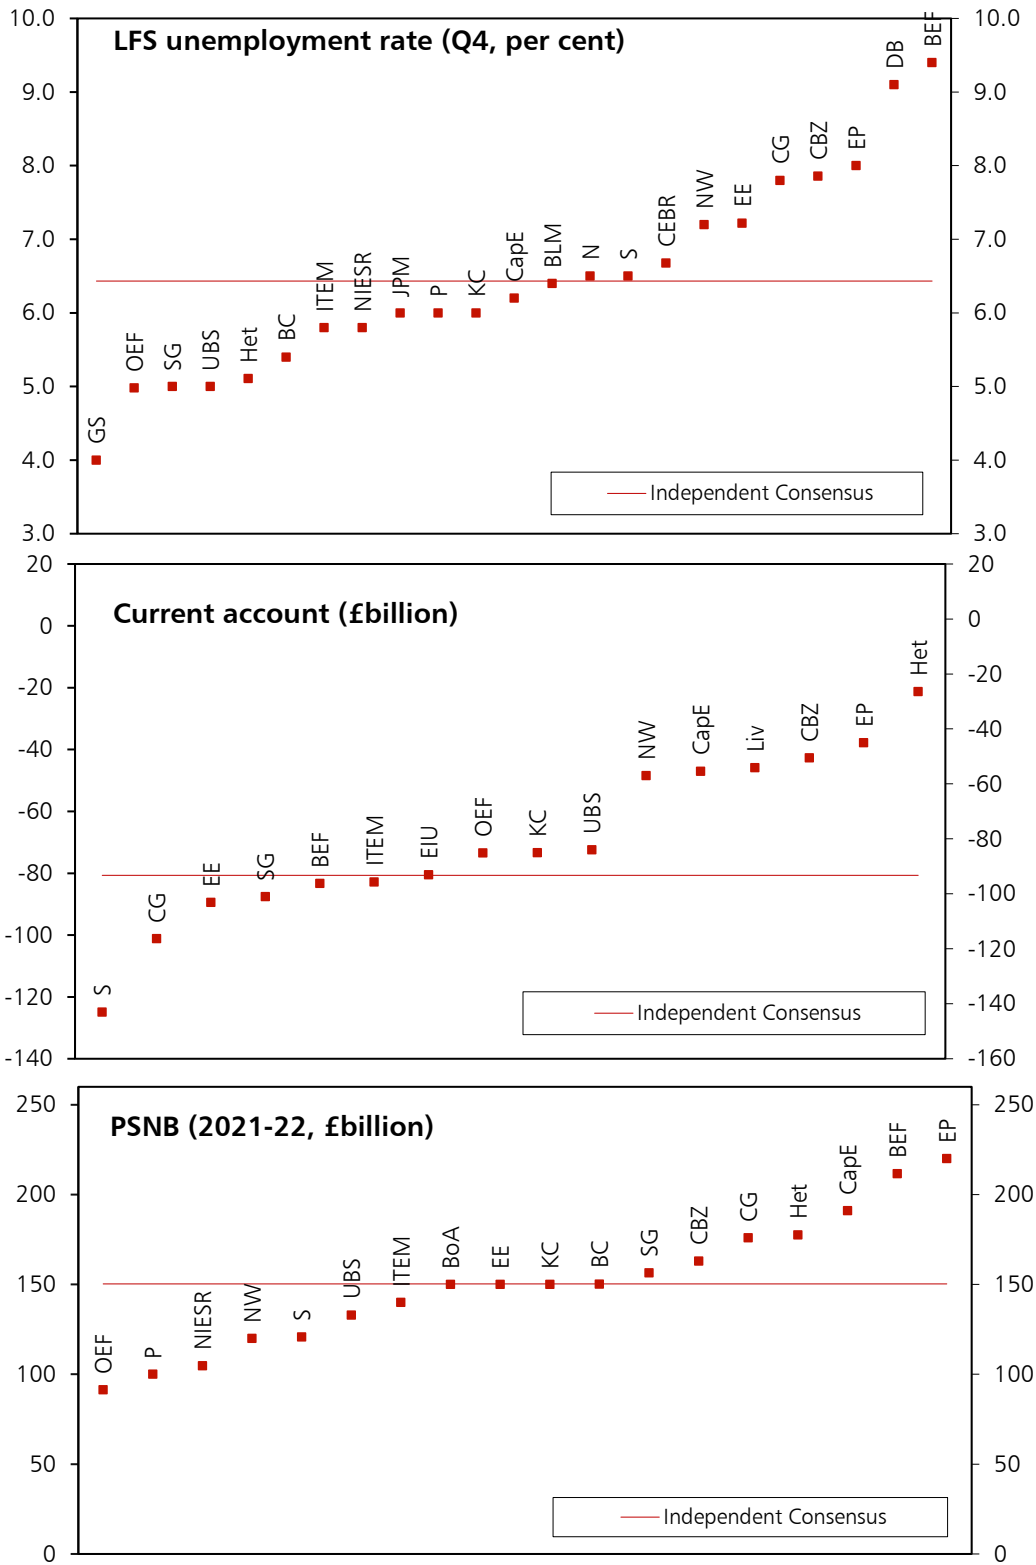 LFS unemployment rate (Q4, per cent)
10.0
9.0
8.0
7.0
6.0
5.0
4.0
3.0
10.0
9.0
8.0
7.0
6.0
5.0
4.0
3.0
GS
OEF
SG
UBS
Het
BC
ITEM
NIESR
JPM
P
KC
CapE
BLM
N
S
CEBR
NW
EE
CG
CBZ
EP
DB
BEF
Independent Consensus
Current account (£billion)
20
0
-20
-40
-60
-80
-100
-120
-140
20
0
-20
-40
-60
-80
-100
-120
-140
-160
S
CG
EE
SG
BEF
ITEM
EIU
OEF
KC
UBS
NW
CapE
Liv
CBZ
EP
Het
Independent Consensus
PSNB (2021-22, £billion)
250
200
150
100
50
0
250
200
150
100
50
0
OEF
P
NIESR
NW
S
UBS
ITEM
BoA
EE
KC
BC
SG
CBZ
CG
Het
CapE
BEF
EP
Independent Consensus